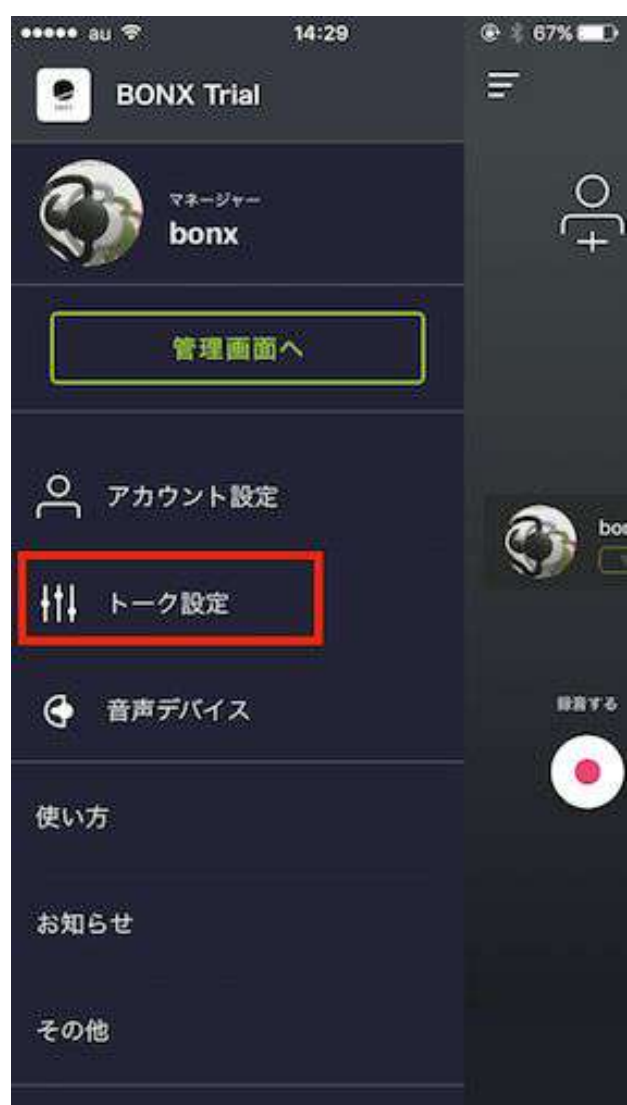 au
14:29
67%
BONX Trial
マネージャー
bonx
管理画面へ
アカウント設定
トーク設定
音声デバイス
使い方
お知らせ
その他
録音する